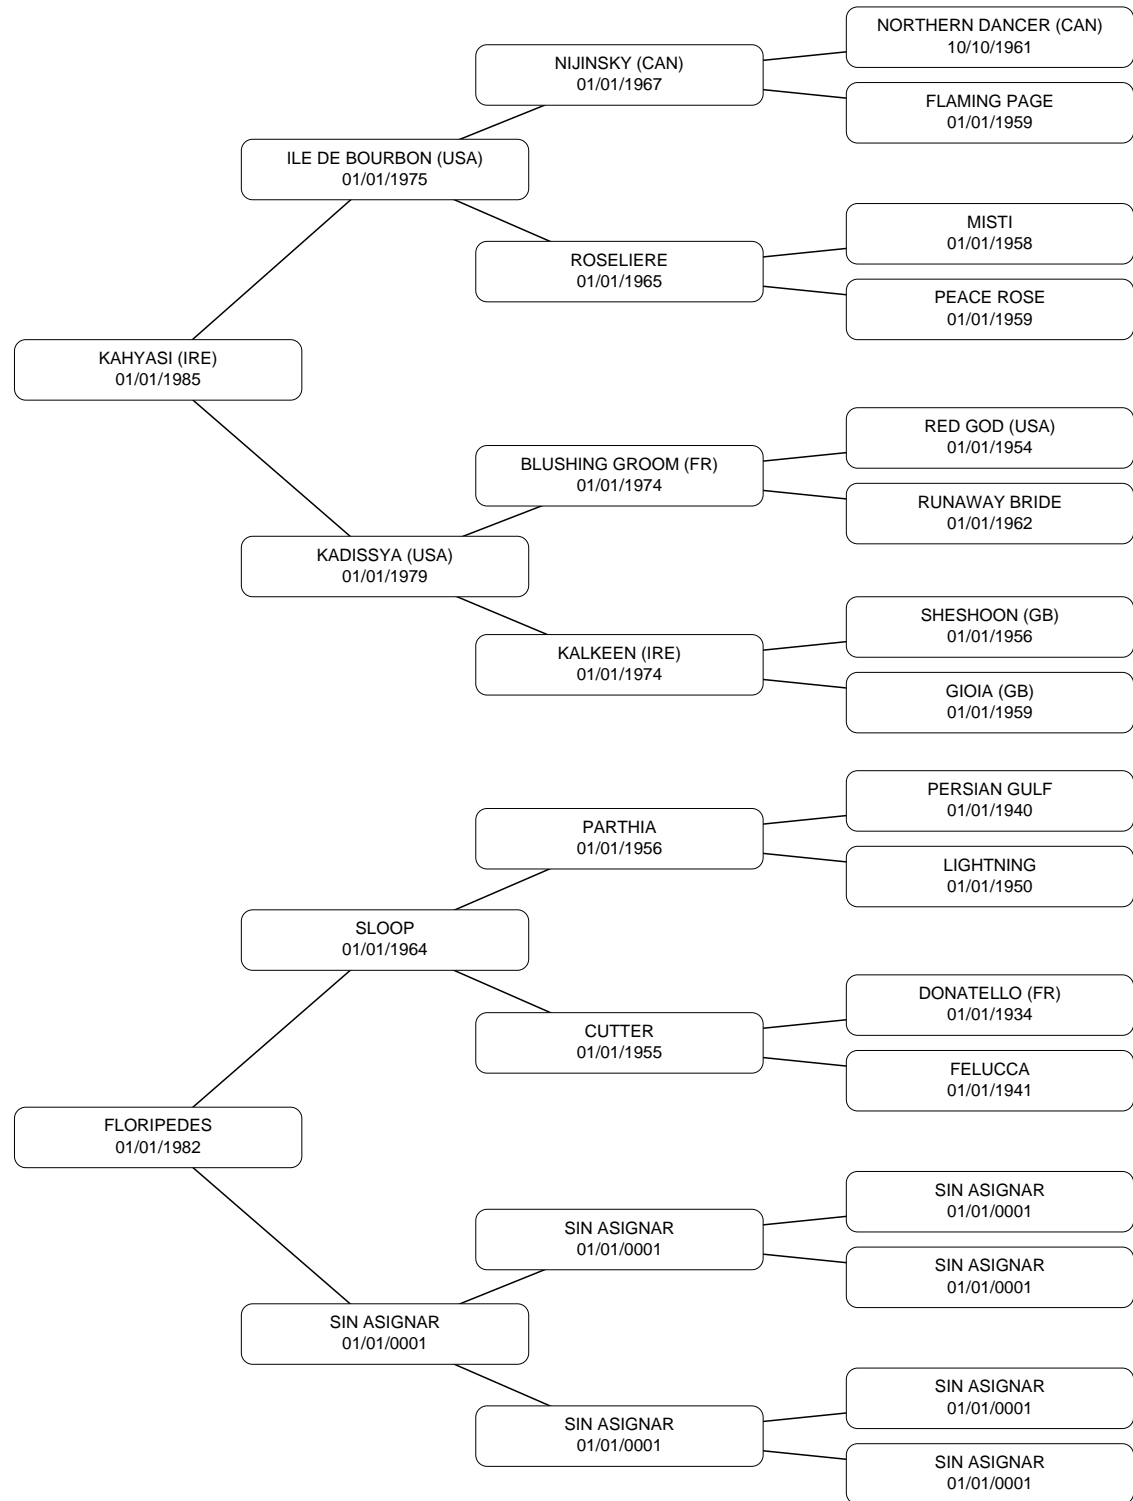 NORTHERN DANCER (CAN)
10/10/1961
NIJINSKY (CAN)
01/01/1967
FLAMING PAGE
01/01/1959
ILE DE BOURBON (USA)
01/01/1975
MISTI
01/01/1958
ROSELIERE
01/01/1965
PEACE ROSE
01/01/1959
KAHYASI (IRE)
01/01/1985
RED GOD (USA)
01/01/1954
BLUSHING GROOM (FR)
01/01/1974
RUNAWAY BRIDE
01/01/1962
KADISSYA (USA)
01/01/1979
SHESHOON (GB)
01/01/1956
KALKEEN (IRE)
01/01/1974
GIOIA (GB)
01/01/1959
PERSIAN GULF
01/01/1940
PARTHIA
01/01/1956
LIGHTNING
01/01/1950
SLOOP
01/01/1964
DONATELLO (FR)
01/01/1934
CUTTER
01/01/1955
FELUCCA
01/01/1941
FLORIPEDES
01/01/1982
SIN ASIGNAR
01/01/0001
SIN ASIGNAR
01/01/0001
SIN ASIGNAR
01/01/0001
SIN ASIGNAR
01/01/0001
SIN ASIGNAR
01/01/0001
SIN ASIGNAR
01/01/0001
SIN ASIGNAR
01/01/0001